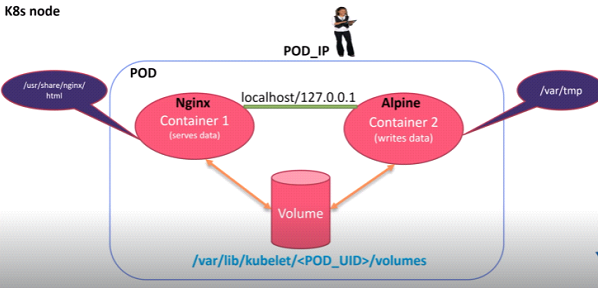 K8s node
POD_IP
POD
/usr/share/nginx/
html
Nginx
Container 1
(serves data)
localhost/127.0.0.1
Alpine
Container 2
(writes data)
/var/tmp
Volume
/var/lib/kubelet/<POD_UID>/volumes